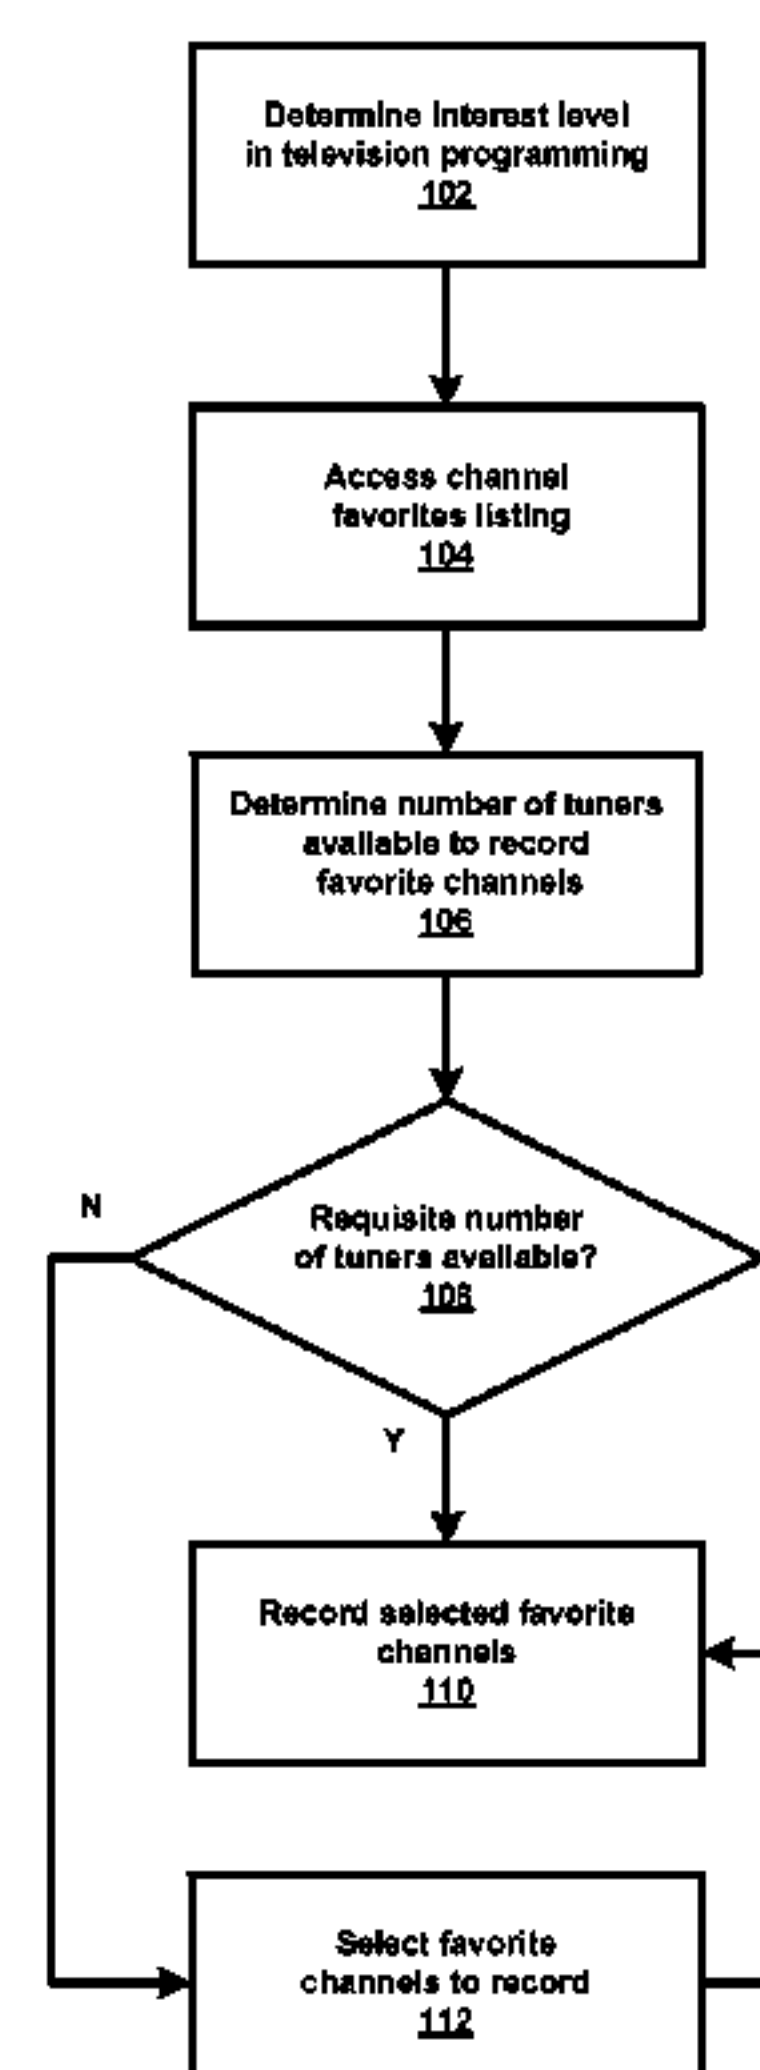 Determine interest level
in television programming
102
Access channel
favorites listing
104
Determine number of tuners
available to record
favorite channels
106
N
Requisite number
of tuners available?
108
Y
Record selected favorite
channels
110
Select favorite
channels to record
112